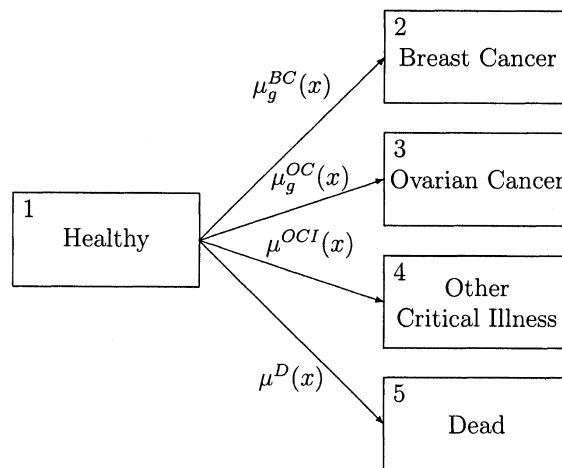 2
Breast Cancer
μ_g^{BC}(x)
3
Ovarian Cancer
μ_g^{OC}(x)
1
Healthy
μ^{OCI}(x)
4
Other
Critical Illness
μ^D(x)
5
Dead